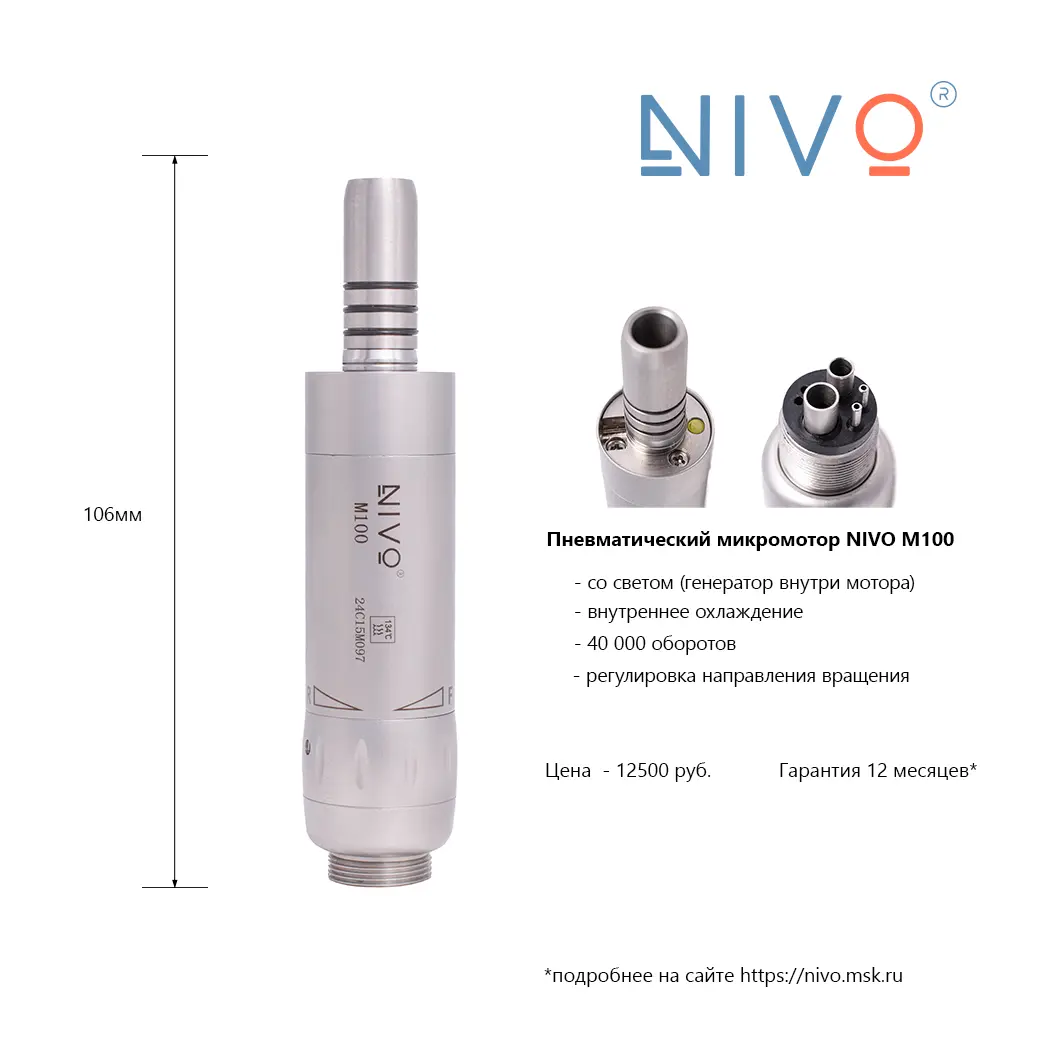 NIVO®
106мм
NIVO®
M100
134°C
24C15M097
R
F
Пневматический микромотор NIVO M100
- со светом (генератор внутри мотора)
- внутреннее охлаждение
- 40 000 оборотов
- регулировка направления вращения
Цена - 12500 руб. Гарантия 12 месяцев*
*подробнее на сайте https://nivo.msk.ru